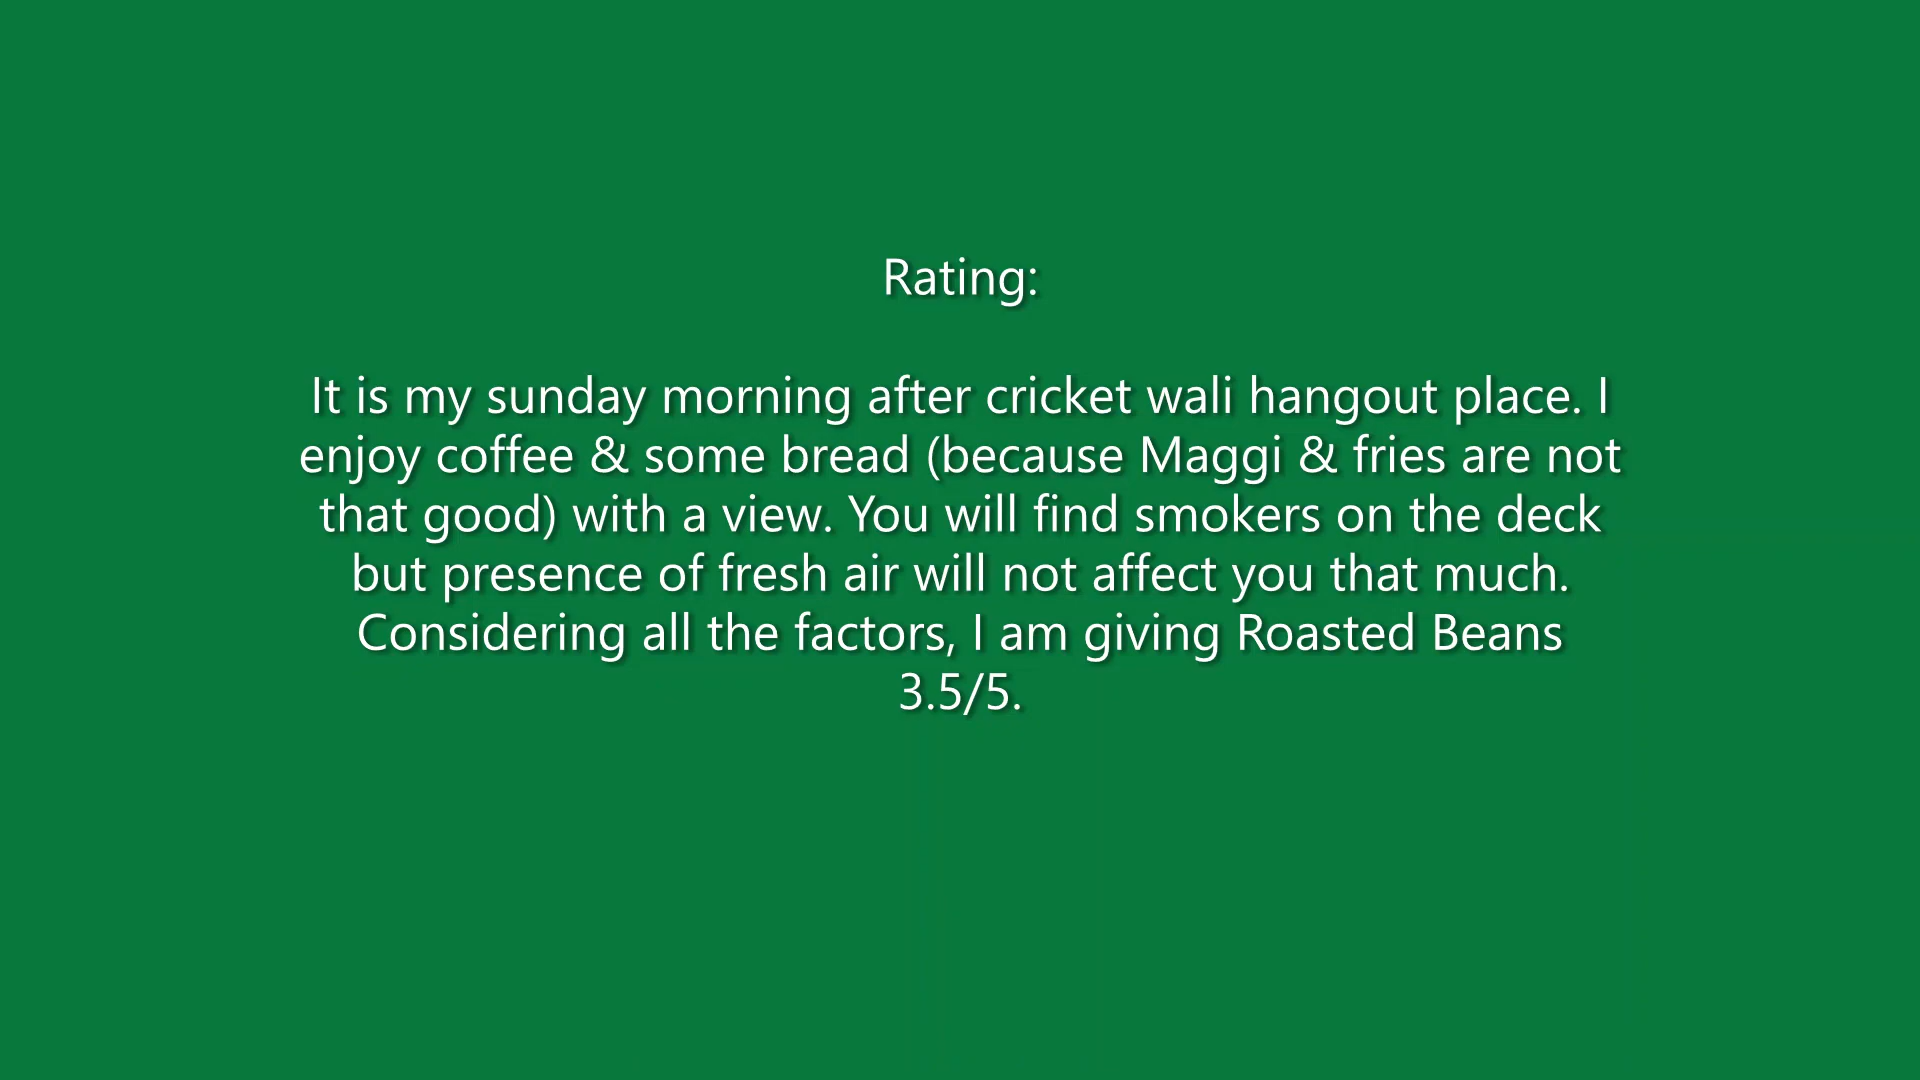 Rating:
It is my sunday morning after cricket wali hangout place. I
enjoy coffee & some bread (because Maggi & fries are not
that good) with a view. You will find smokers on the deck
but presence of fresh air will not affect you that much.
Considering all the factors, I am giving Roasted Beans
3.5/5.